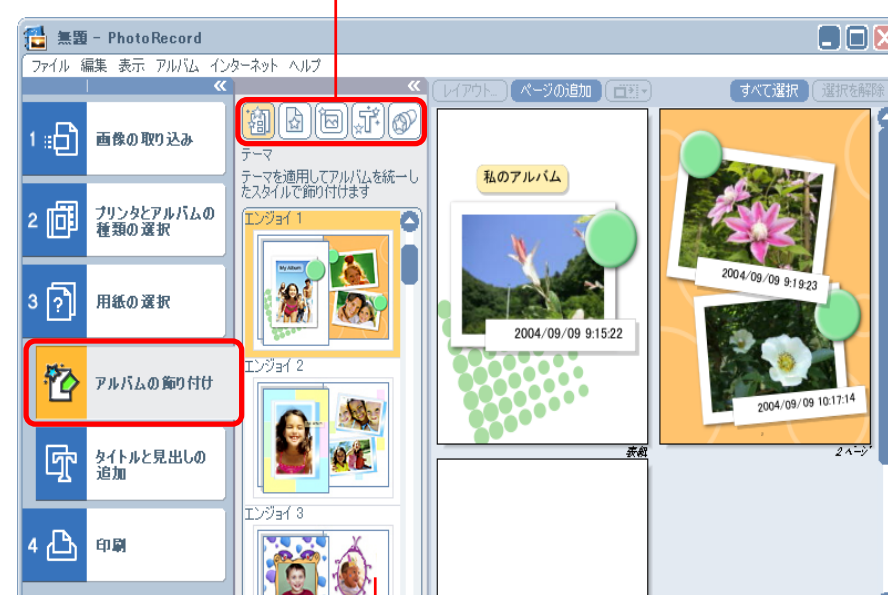 無題 - PhotoRecord
ファイル 編集 表示 アルバム インターネット ヘルプ
レイアウト... ページの追加 すべて選択 選択を解除
1 画像の取り込み
2 プリンタとアルバムの
種類の選択
3 用紙の選択
アルバムの飾り付け
タイトルと見出しの
追加
4 印刷
テーマ
テーマを適用してアルバムを統一し
たスタイルで飾り付けます
エンジョイ 1
My Album
エンジョイ 2
エンジョイ 3
私のアルバム
2004/09/09 9:15:22
表紙
2004/09/09 9:19:23
2004/09/09 10:17:14
2 ページ